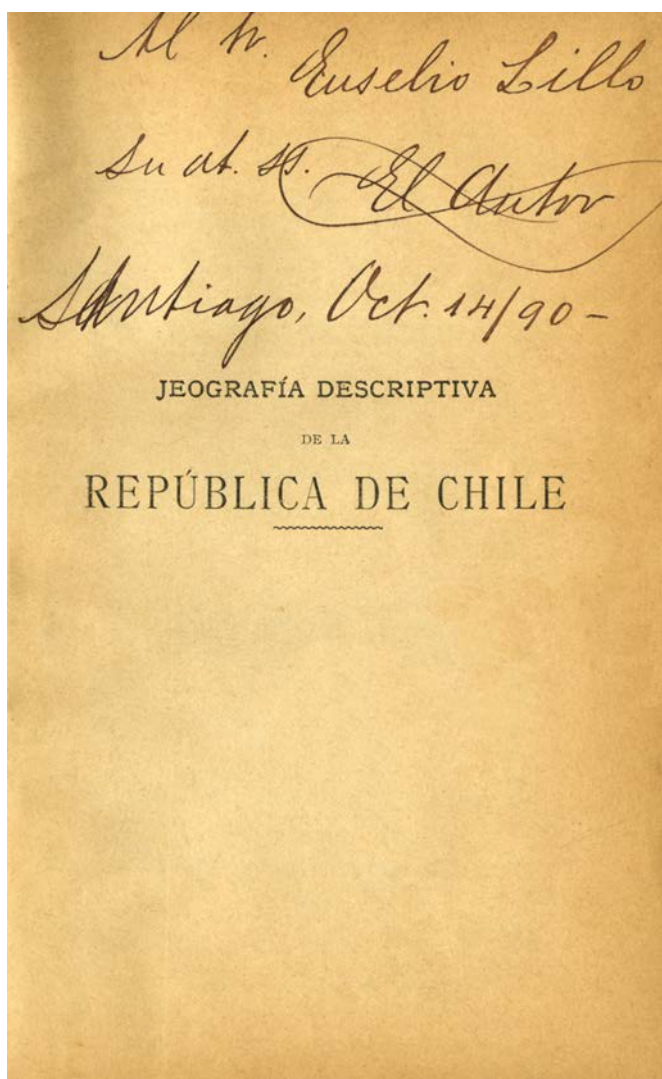 Al Sr. Eusebio Lillo
su at. SS. El Autor
Santiago, Oct. 14/90-
JEOGRAFÍA DESCRIPTIVA
DE LA
REPÚBLICA DE CHILE